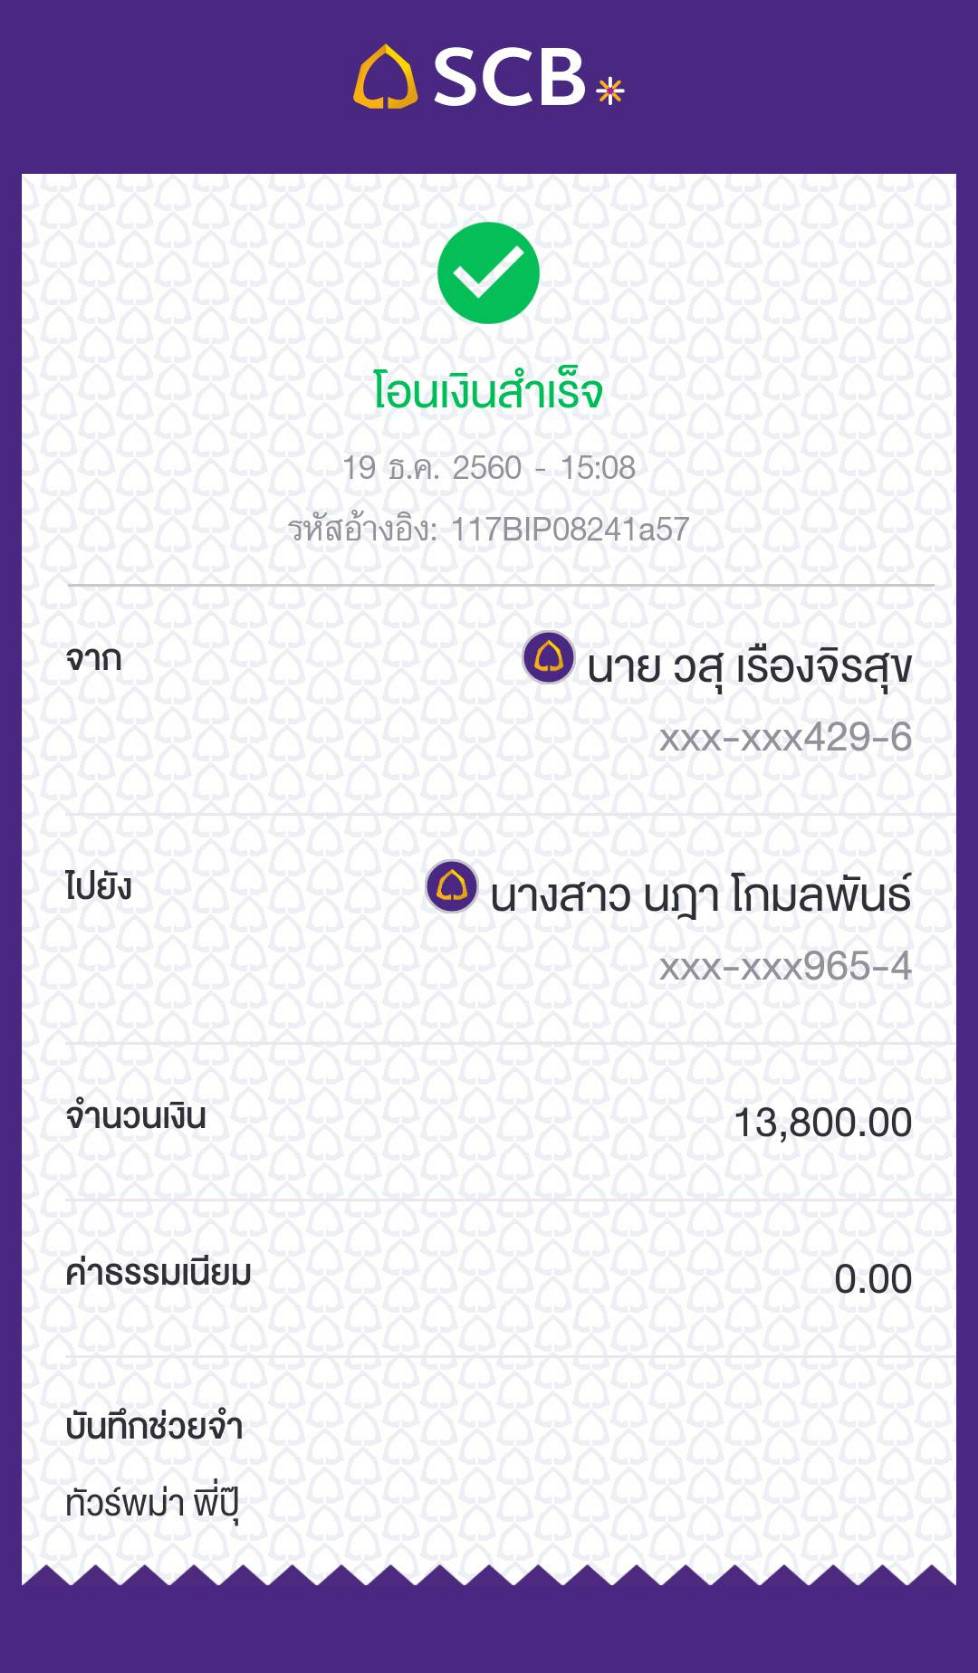 SCB
โอนเงินสำเร็จ
19 ธ.ค. 2560 - 15:08
รหัสอ้างอิง: 117BIP08241a57
จาก
นาย วสุ เรืองจิรสุข
xxx-xxx429-6
ไปยัง
นางสาว นฎา โกมลพันธ์
xxx-xxx965-4
จำนวนเงิน 13,800.00
ค่าธรรมเนียม 0.00
บันทึกช่วยจำ
ทัวร์พม่า พี่ปุ๊